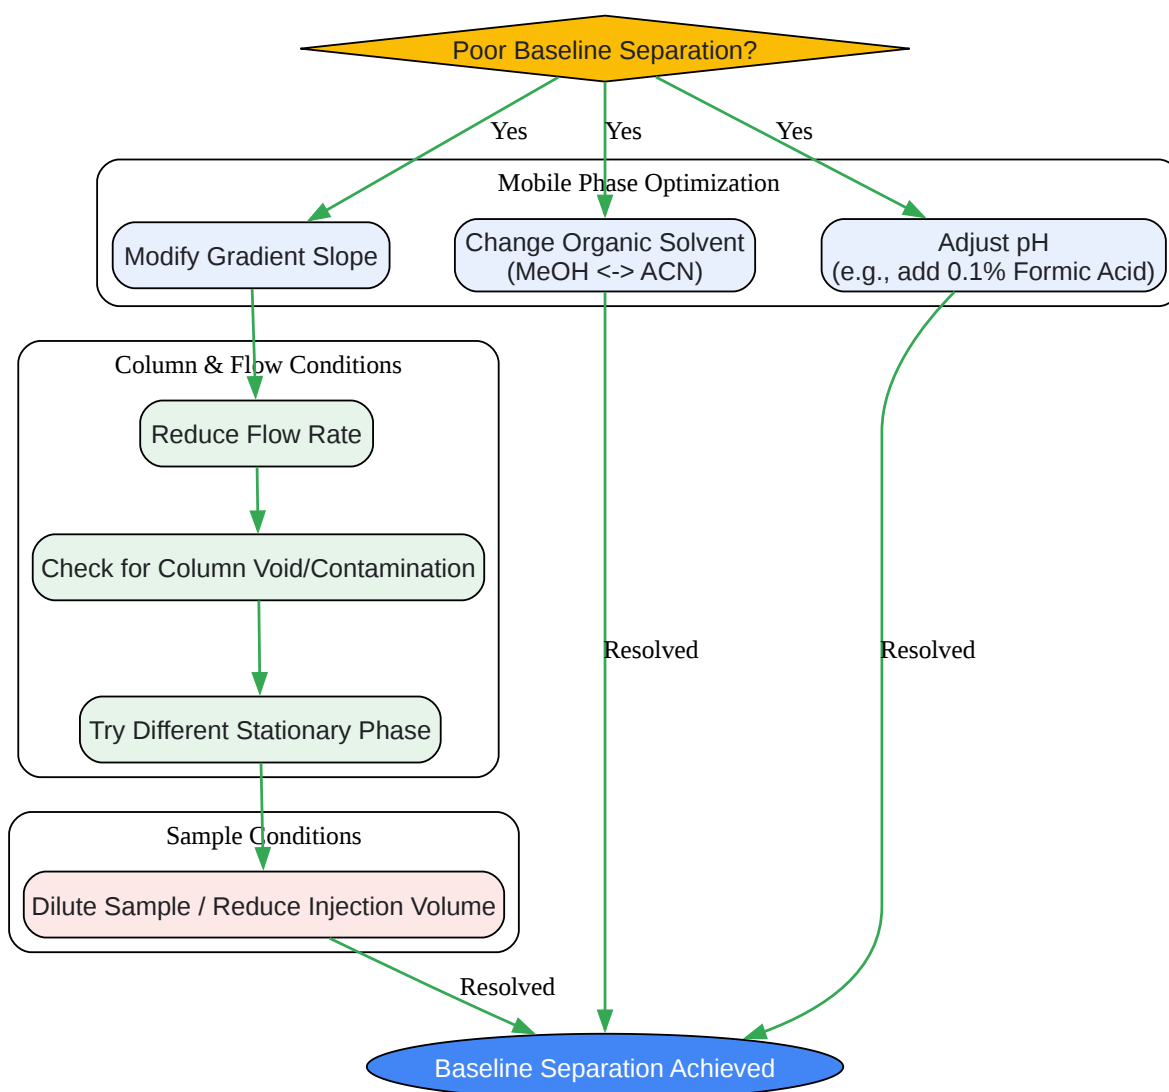 Poor Baseline Separation?
Yes
Yes
Yes
Mobile Phase Optimization
Modify Gradient Slope
Change Organic Solvent
(MeOH <-> ACN)
Adjust pH
(e.g., add 0.1% Formic Acid)
Column & Flow Conditions
Reduce Flow Rate
Check for Column Void/Contamination
Resolved
Resolved
Try Different Stationary Phase
Sample Conditions
Dilute Sample / Reduce Injection Volume
Resolved
Baseline Separation Achieved